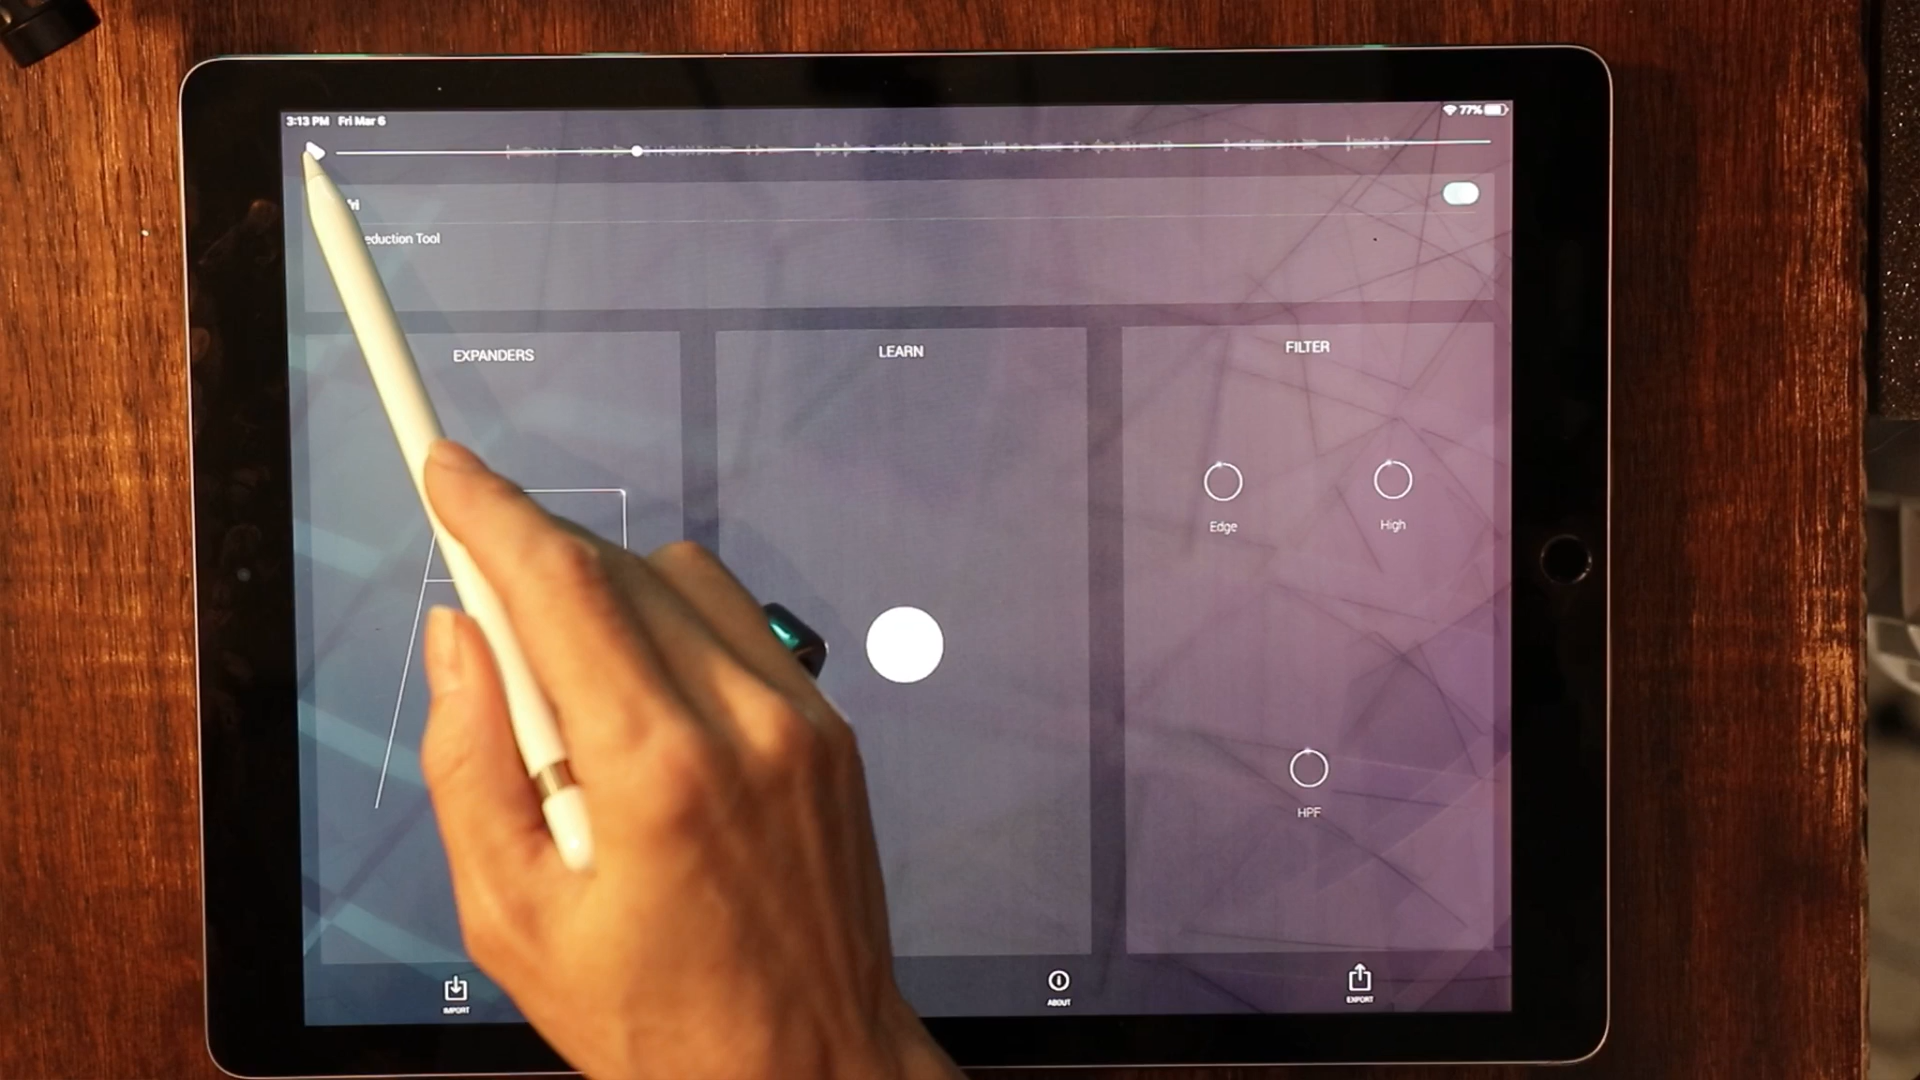 3:13 PM Fri Mar 6
77%
eduction Tool
EXPANDERS
LEARN
FILTER
Edge
High
HPF
IMPORT
ABOUT
EXPORT